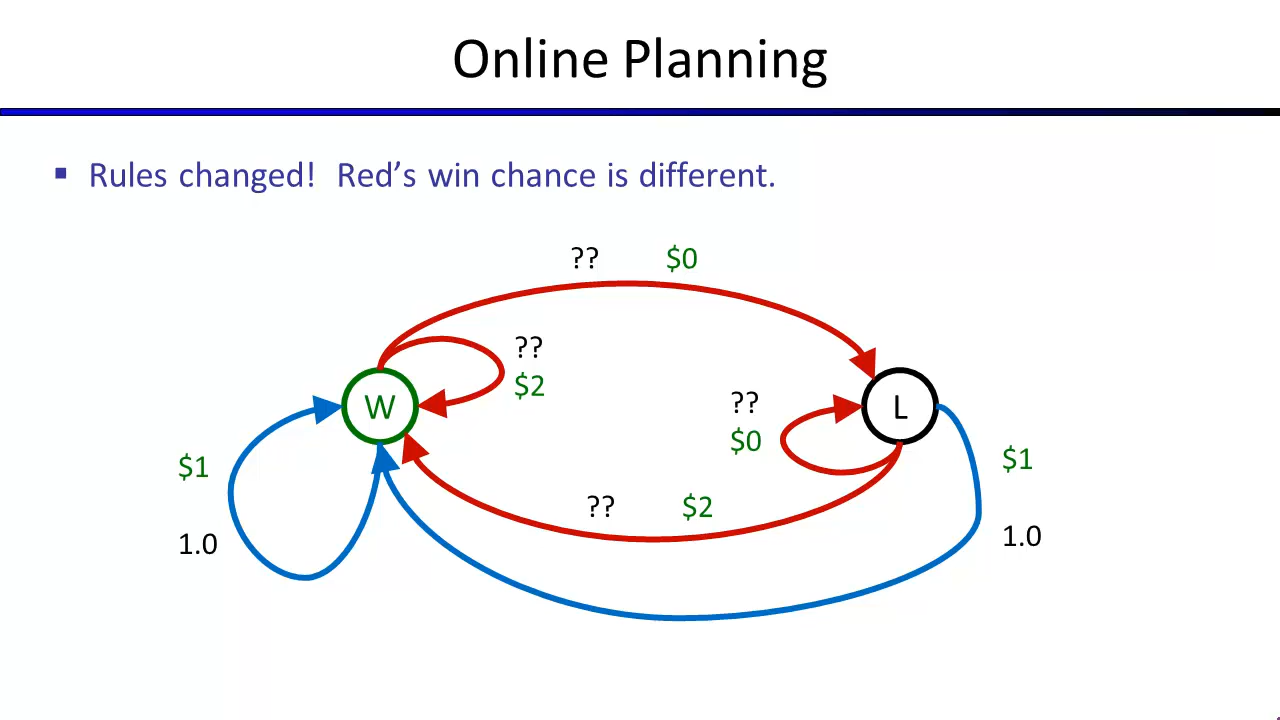 Online Planning
▪ Rules changed! Red’s win chance is different.
?? $0
??
$2
W
??
$0
L
$1
1.0
?? $2
$1
1.0